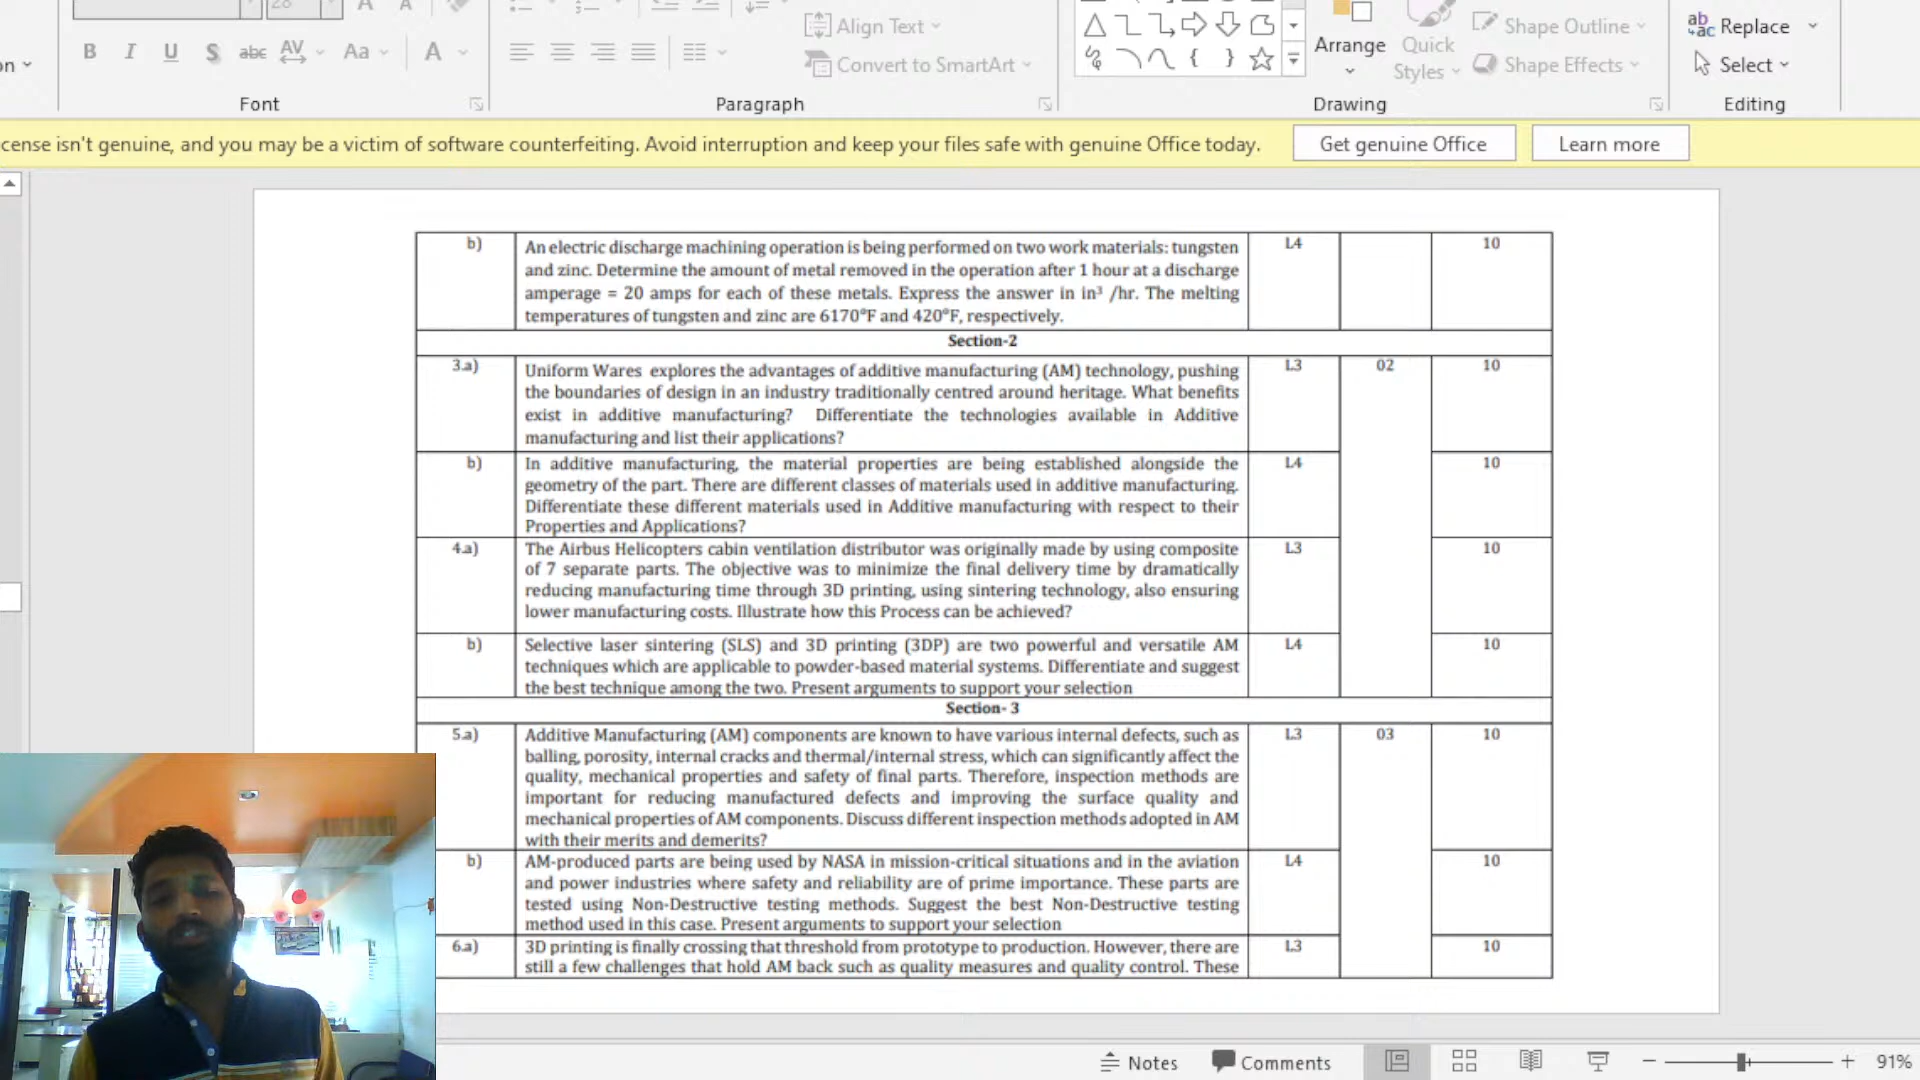 28 A A
Align Text
Replace
Shape Outline
B I U S abc AV Aa A
Arrange
Quick
Styles
Convert to SmartArt
Shape Effects
Select
on
Font
Paragraph
Drawing
Editing
cense isn't genuine, and you may be a victim of software counterfeiting. Avoid interruption and keep your files safe with genuine Office today.
Get genuine Office
Learn more
b) An electric discharge machining operation is being performed on two work materials: tungsten L4 10
and zinc. Determine the amount of metal removed in the operation after 1 hour at a discharge
amperage = 20 amps for each of these metals. Express the answer in in³ /hr. The melting
temperatures of tungsten and zinc are 6170°F and 420°F, respectively.
Section-2
3.a) Uniform Wares explores the advantages of additive manufacturing (AM) technology, pushing L3 02 10
the boundaries of design in an industry traditionally centred around heritage. What benefits
exist in additive manufacturing? Differentiate the technologies available in Additive
manufacturing and list their applications?
b) In additive manufacturing, the material properties are being established alongside the L4 10
geometry of the part. There are different classes of materials used in additive manufacturing.
Differentiate these different materials used in Additive manufacturing with respect to their
Properties and Applications?
4.a) The Airbus Helicopters cabin ventilation distributor was originally made by using composite L3 10
of 7 separate parts. The objective was to minimize the final delivery time by dramatically
reducing manufacturing time through 3D printing, using sintering technology, also ensuring
lower manufacturing costs. Illustrate how this Process can be achieved?
b) Selective laser sintering (SLS) and 3D printing (3DP) are two powerful and versatile AM L4 10
techniques which are applicable to powder-based material systems. Differentiate and suggest
the best technique among the two. Present arguments to support your selection
Section- 3
5.a) Additive Manufacturing (AM) components are known to have various internal defects, such as L3 03 10
balling, porosity, internal cracks and thermal/internal stress, which can significantly affect the
quality, mechanical properties and safety of final parts. Therefore, inspection methods are
important for reducing manufactured defects and improving the surface quality and
mechanical properties of AM components. Discuss different inspection methods adopted in AM
with their merits and demerits?
b) AM-produced parts are being used by NASA in mission-critical situations and in the aviation L4 10
and power industries where safety and reliability are of prime importance. These parts are
tested using Non-Destructive testing methods. Suggest the best Non-Destructive testing
method used in this case. Present arguments to support your selection
6.a) 3D printing is finally crossing that threshold from prototype to production. However, there are L3 10
still a few challenges that hold AM back such as quality measures and quality control. These
Notes
Comments
91%